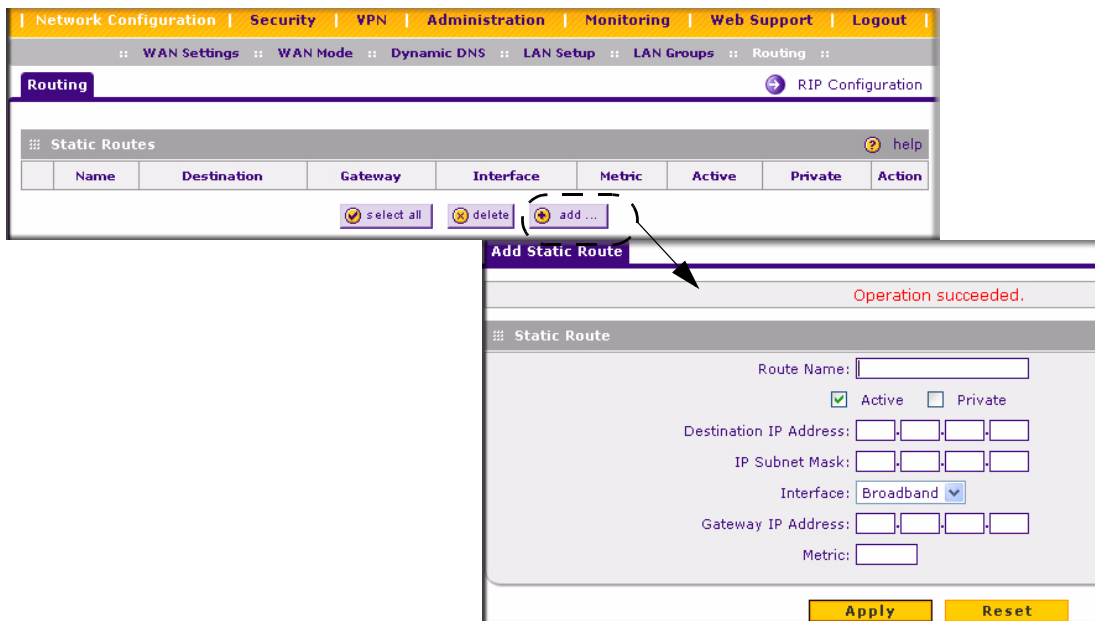 | Network Configuration | Security | VPN | Administration | Monitoring | Web Support | Logout |
:: WAN Settings :: WAN Mode :: Dynamic DNS :: LAN Setup :: LAN Groups :: Routing ::
Routing
RIP Configuration
Static Routes
? help
Name Destination Gateway Interface Metric Active Private Action
select all delete add ...
Add Static Route
Operation succeeded.
Static Route
Route Name:
Active Private
Destination IP Address: . . .
IP Subnet Mask: . . .
Interface: Broadband
Gateway IP Address: . . .
Metric:
Apply Reset